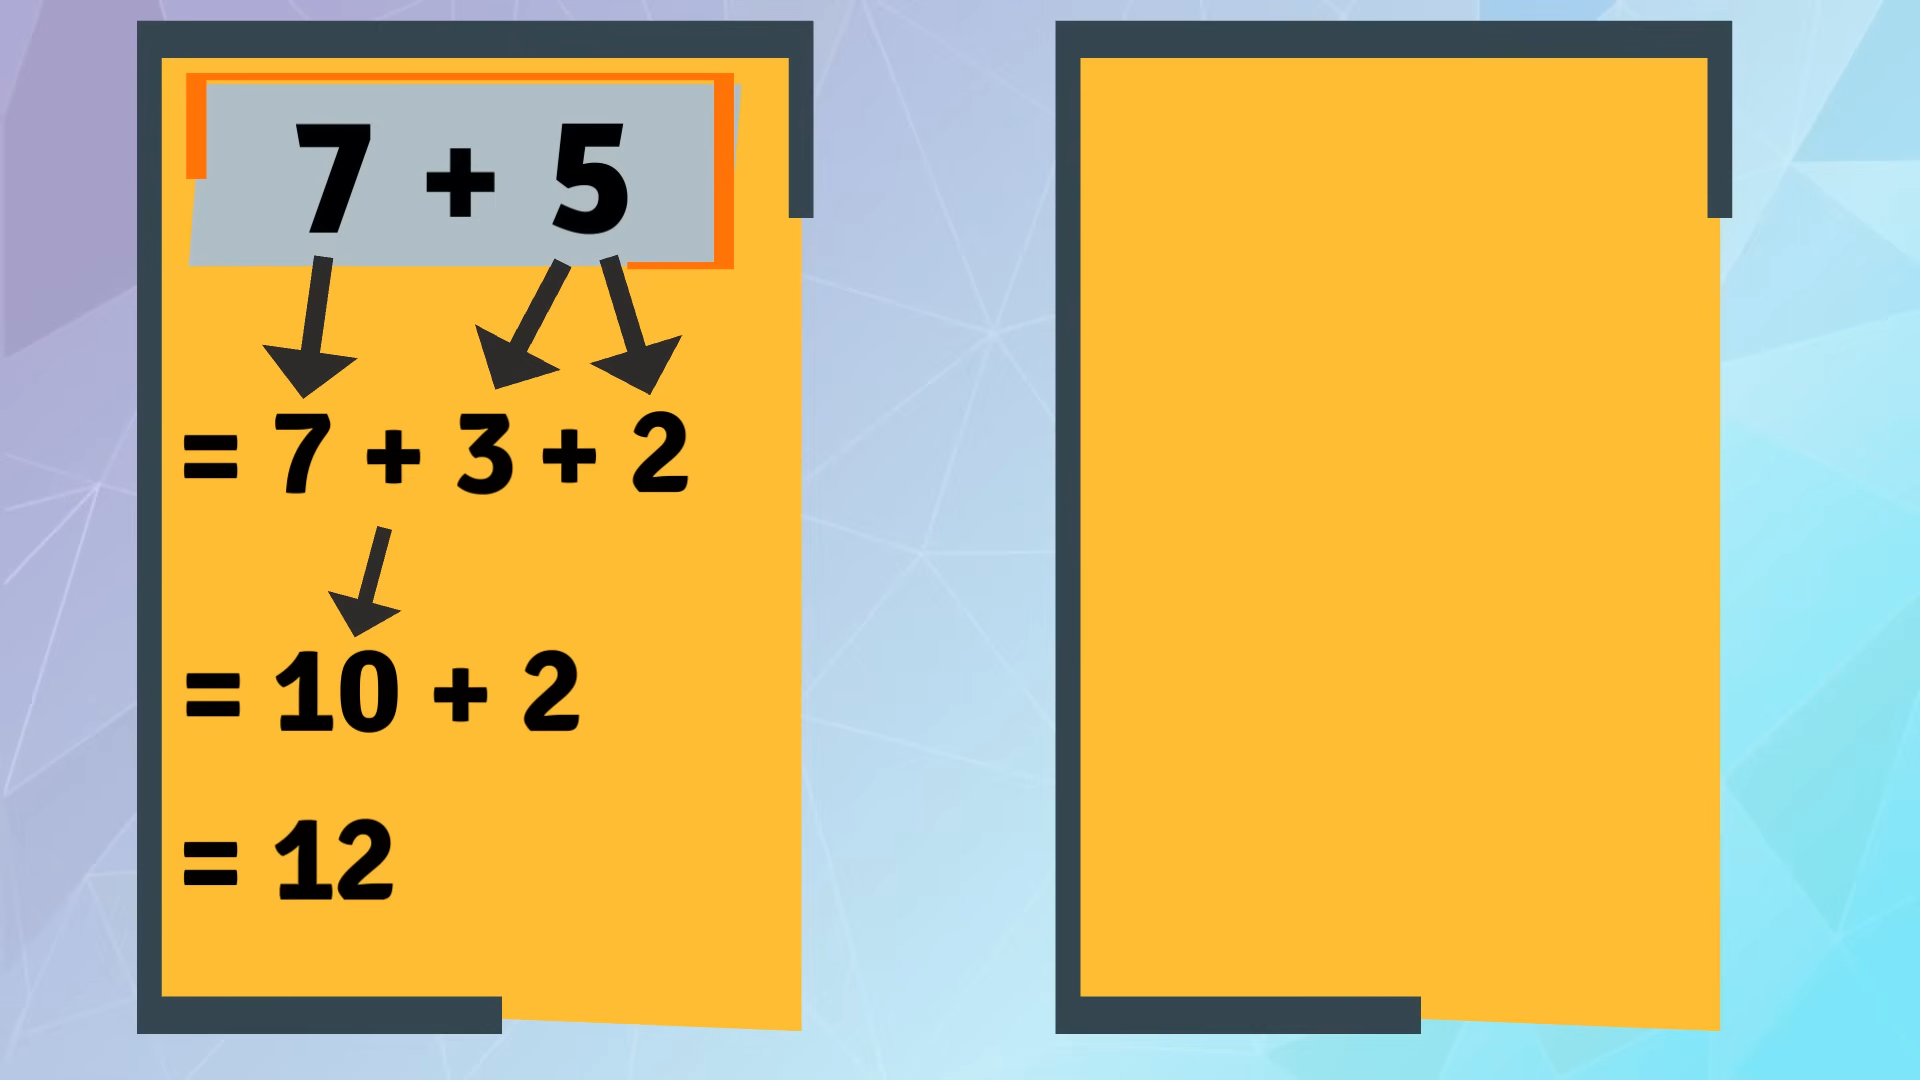 7 + 5
= 7 + 3 + 2
= 10 + 2
= 12